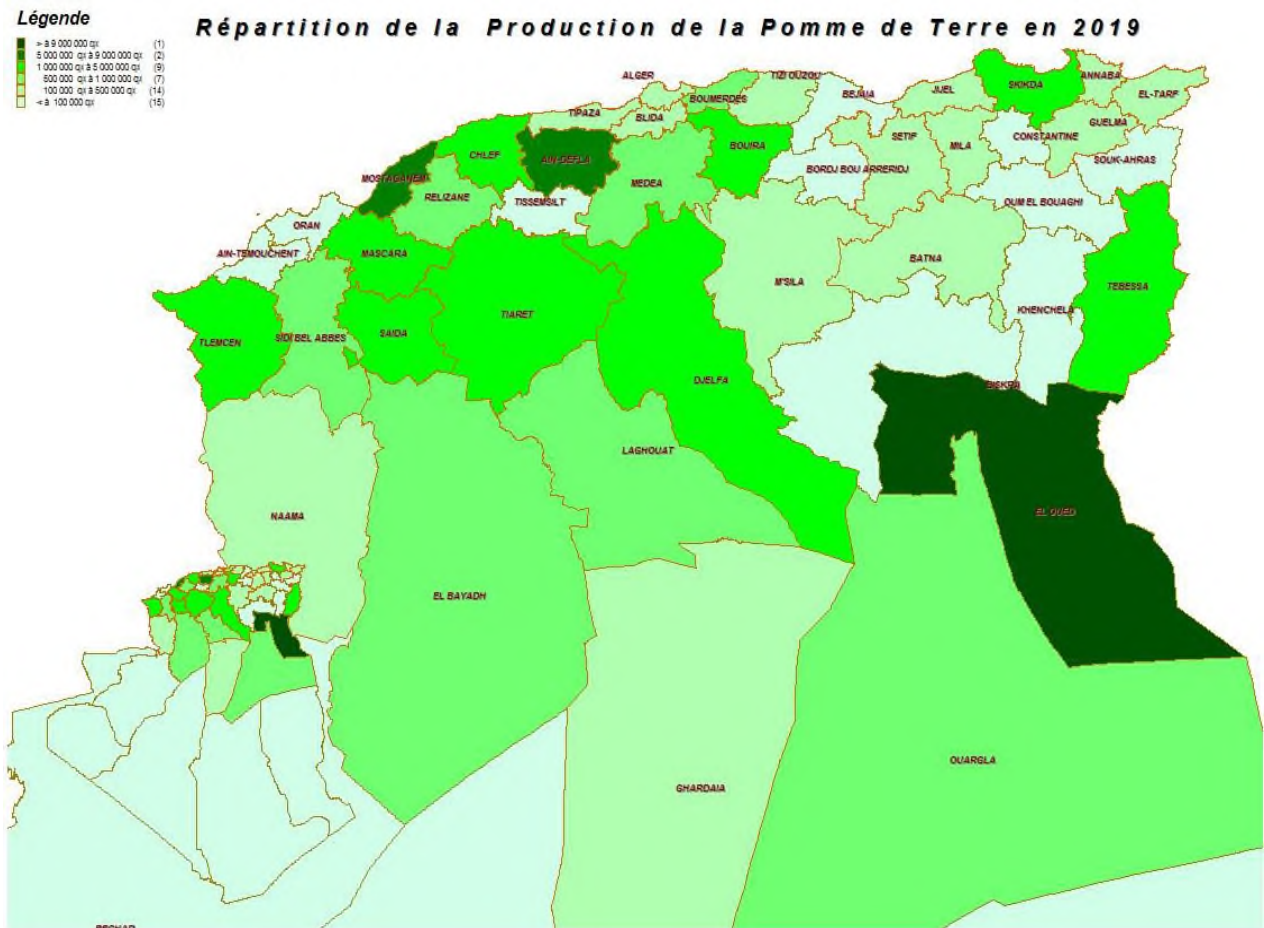 Légende
Répartition de la Production de la Pomme de Terre en 2019
> à 9 000 000 qx (1)
5 000 000 qx à 9 000 000 qx (2)
1 000 000 qx à 5 000 000 qx (9)
500 000 qx à 1 000 000 qx (7)
100 000 qx à 500 000 qx (14)
< à 100 000 qx (15)
ALGER
TIZI OUZOU
ANNABA
SKIKDA
JIJEL
BEJAIA
EL-TARF
BOUMERDES
TIPAZA
BLIDA
GUELMA
SETIF
CONSTANTINE
MILA
BOUIRA
CHLEF
AIN-DEFLA
SOUK-AHRAS
BORDJ BOU ARRERIDJ
MOSTAGANEM
MEDEA
RELIZANE
TISSEMSILT
OUM EL BOUAGHI
ORAN
AIN-TEMOUCHENT
MASCARA
BATNA
M'SILA
TEBESSA
KHENCHELA
TIARET
SAIDA
SIDI BEL ABBES
TLEMCEN
DJELFA
BISKRA
LAGHOUAT
EL OUED
NAAMA
EL BAYADH
OUARGLA
GHARDAIA
BECHAR